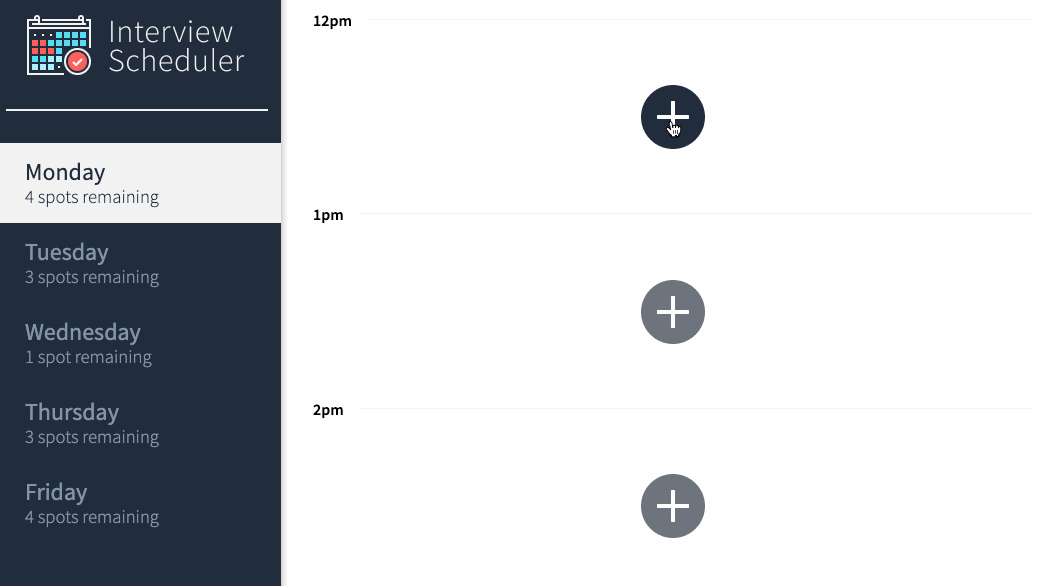 Interview
Scheduler
Monday
4 spots remaining
Tuesday
3 spots remaining
Wednesday
1 spot remaining
Thursday
3 spots remaining
Friday
4 spots remaining
12pm
1pm
2pm